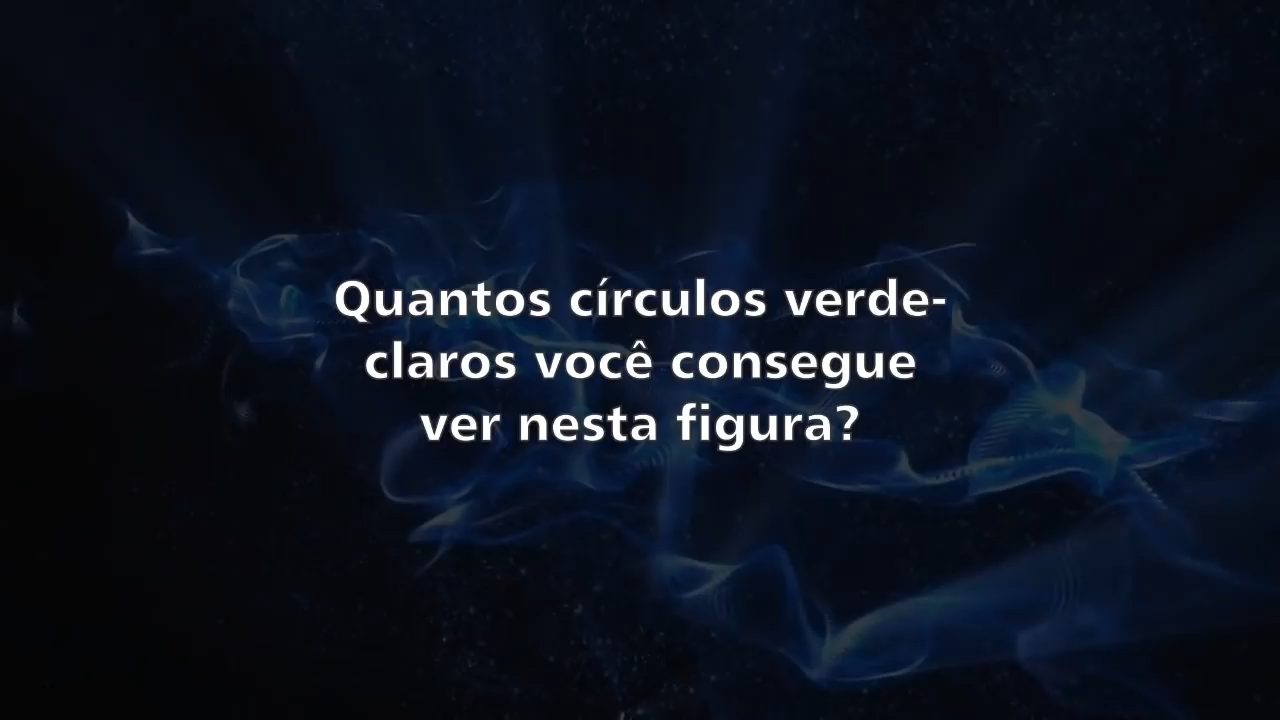 Quantos círculos verde-
claros você consegue
ver nesta figura?